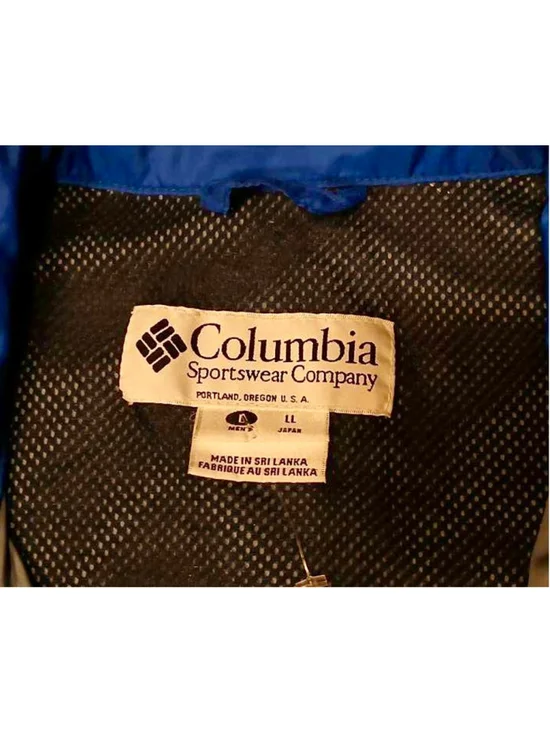 Columbia
Sportswear Company
PORTLAND, OREGON U. S. A.
LL
MEN'S JAPAN
MADE IN SRI LANKA
FABRIQUE AU SRI LANKA